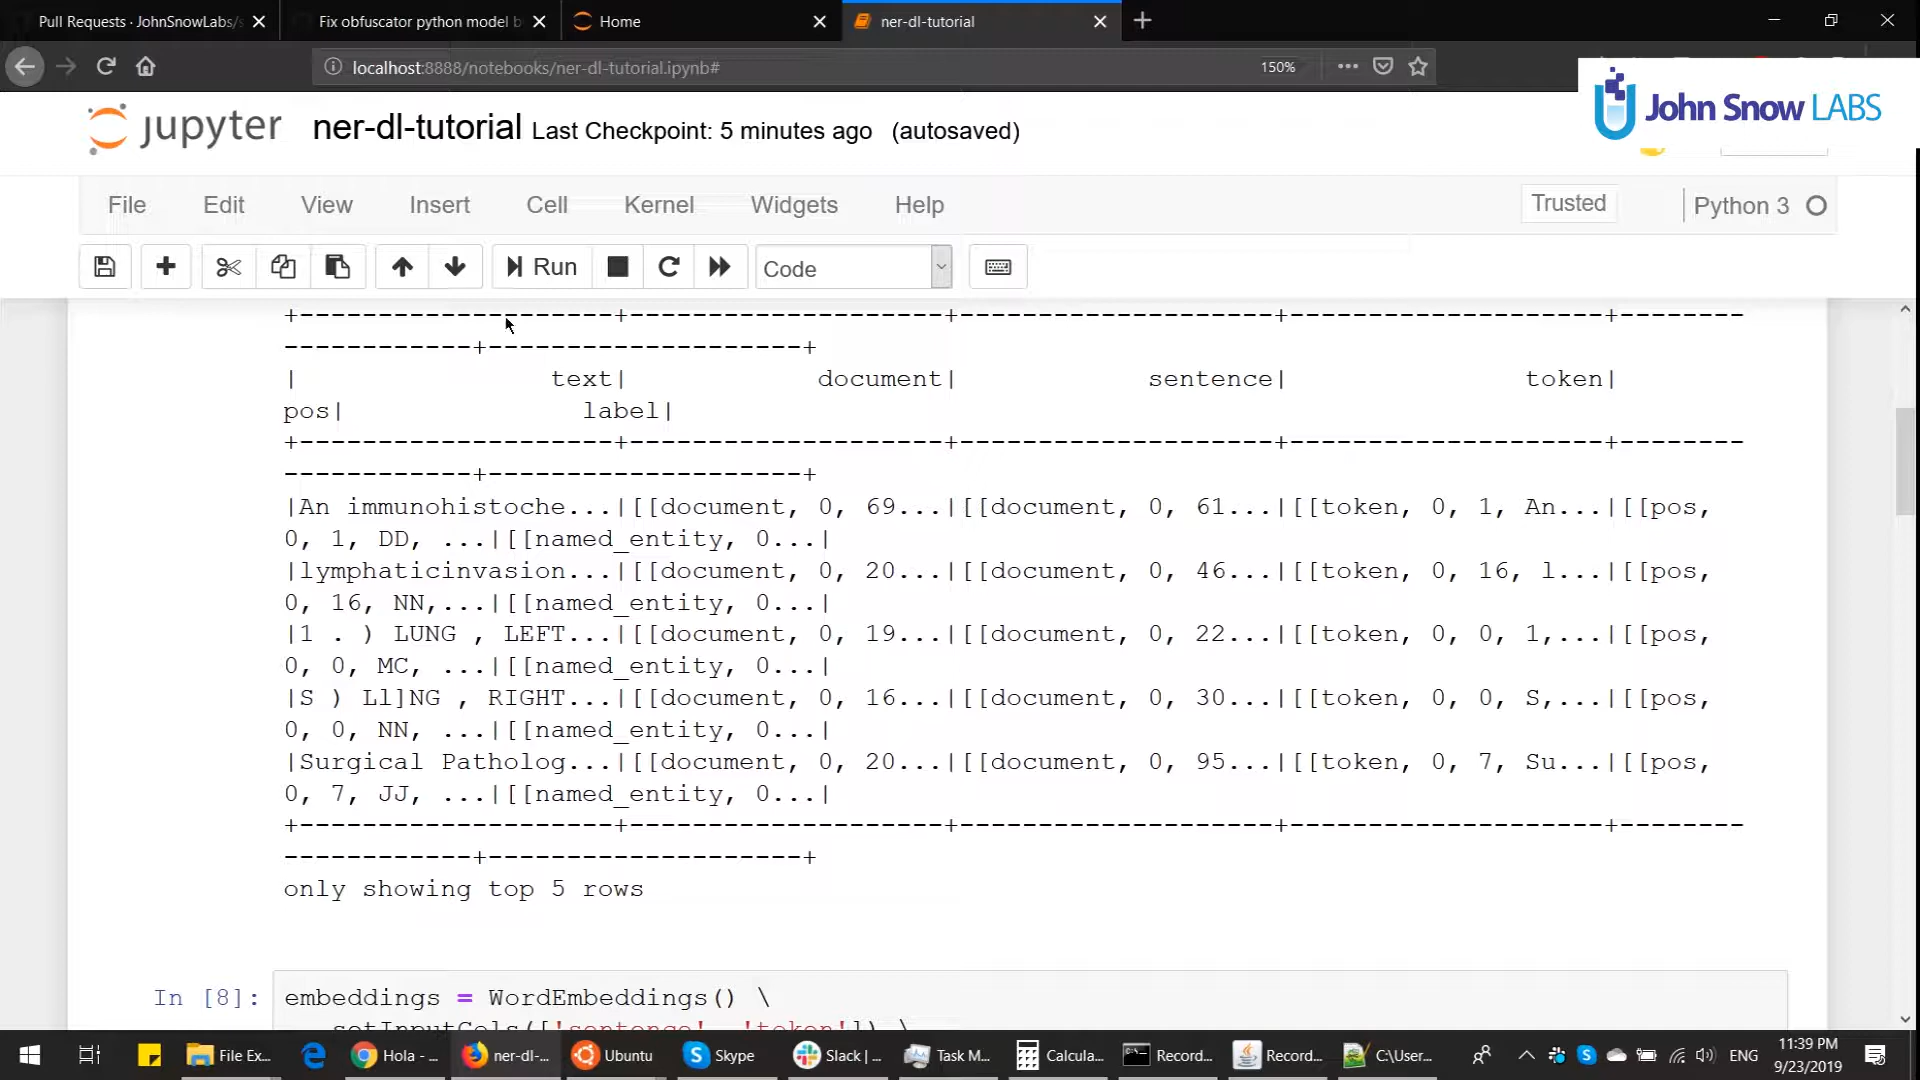 Pull Requests · JohnSnowLabs/s
Fix obfuscator python model b
Home
ner-dl-tutorial
localhost:8888/notebooks/ner-dl-tutorial.ipynb#
150%
John Snow LABS
jupyter
ner-dl-tutorial Last Checkpoint: 5 minutes ago (autosaved)
File Edit View Insert Cell Kernel Widgets Help
Trusted
Python 3
Run
Code
+--------------------+--------------------+--------------------+--------------------+--------
------------+--------------------+
| text| document| sentence| token|
pos| label|
+--------------------+--------------------+--------------------+--------------------+--------
------------+--------------------+
|An immunohistoche...|[[document, 0, 69...|[[document, 0, 61...|[[token, 0, 1, An...|[[pos,
0, 1, DD, ...|[[named_entity, 0...|
|lymphaticinvasion...|[[document, 0, 20...|[[document, 0, 46...|[[token, 0, 16, l...|[[pos,
0, 16, NN,...|[[named_entity, 0...|
|1 . ) LUNG , LEFT...|[[document, 0, 19...|[[document, 0, 22...|[[token, 0, 0, 1,...|[[pos,
0, 0, MC, ...|[[named_entity, 0...|
|S ) Ll]NG , RIGHT...|[[document, 0, 16...|[[document, 0, 30...|[[token, 0, 0, S,...|[[pos,
0, 0, NN, ...|[[named_entity, 0...|
|Surgical Patholog...|[[document, 0, 20...|[[document, 0, 95...|[[token, 0, 7, Su...|[[pos,
0, 7, JJ, ...|[[named_entity, 0...|
+--------------------+--------------------+--------------------+--------------------+--------
------------+--------------------+
only showing top 5 rows
In [8]:
embeddings = WordEmbeddings() \
setInputCols(['sentence', 'token']) \
File Ex...
Hola - ...
ner-dl-...
Ubuntu
Skype
Slack | ...
Task M...
Calcula...
Record...
Record...
C:\User...
ENG
11:39 PM
9/23/2019